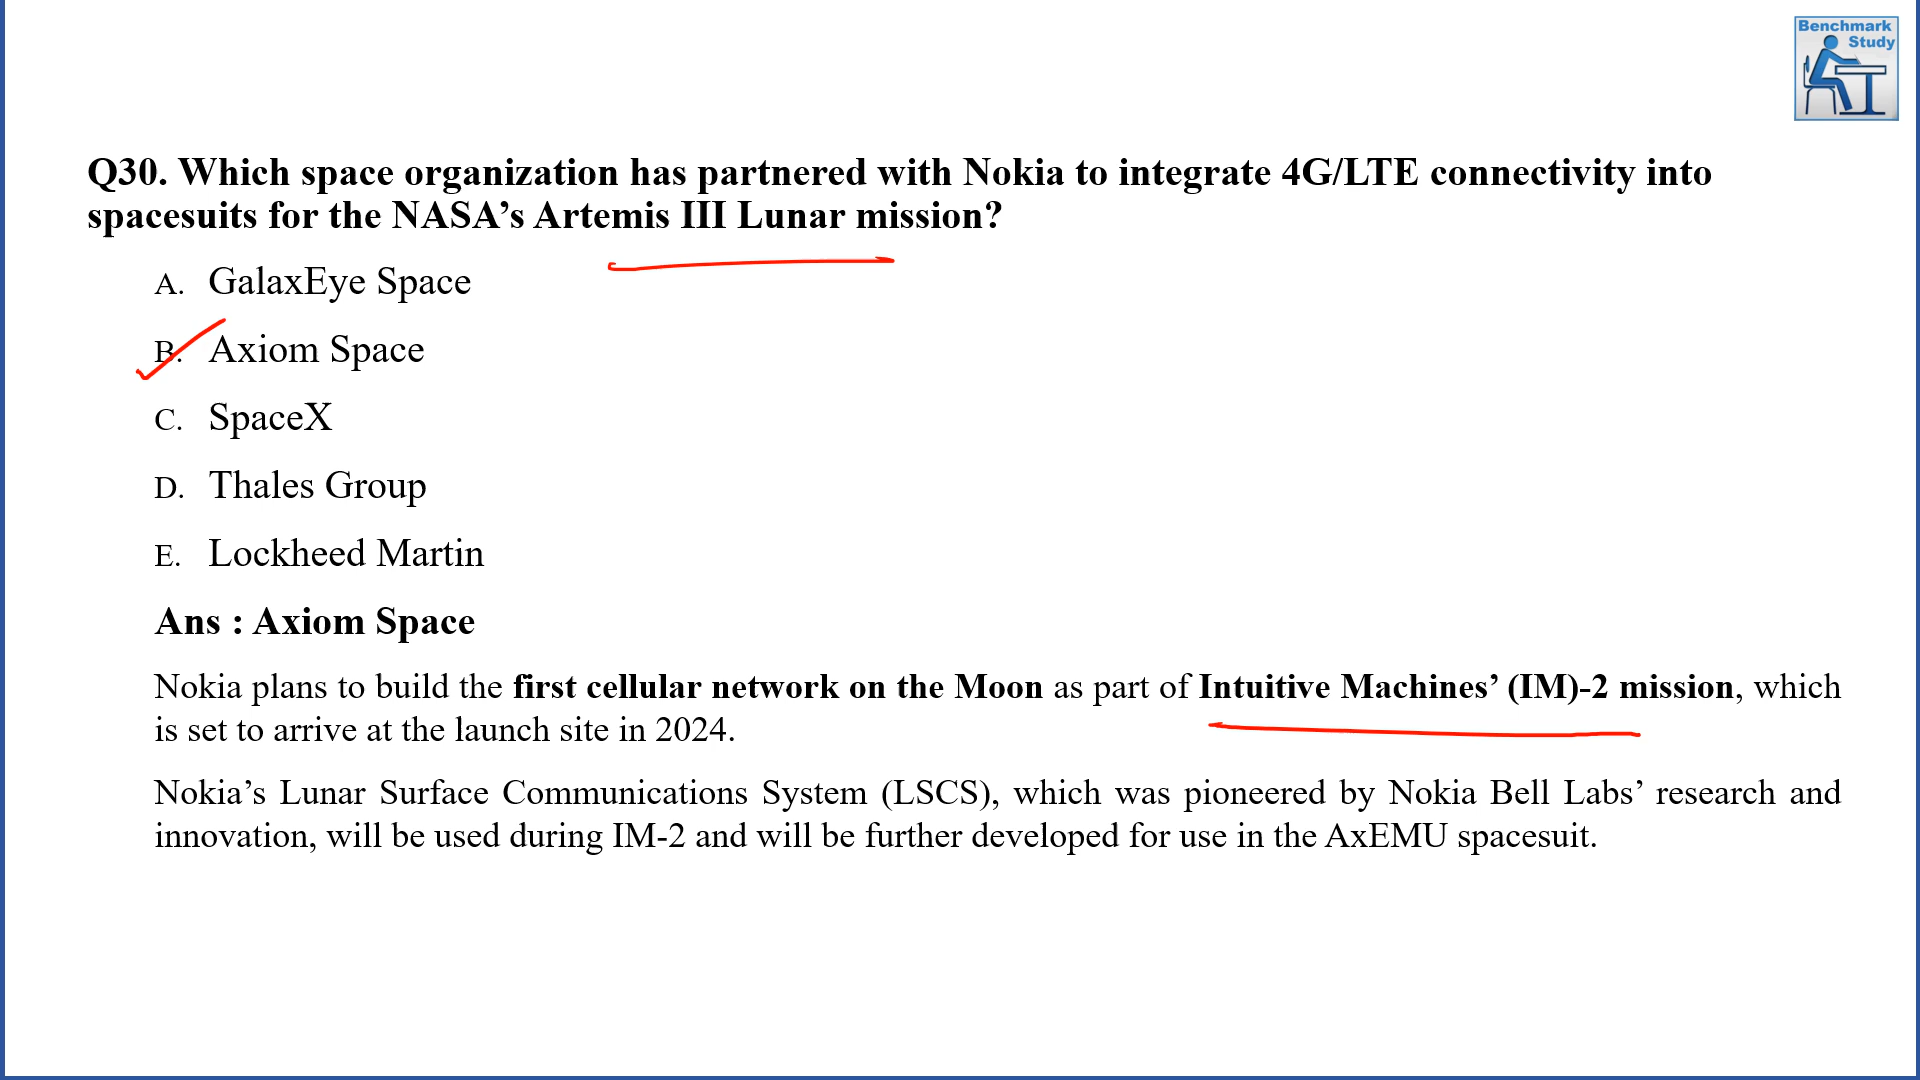 Benchmark
Study
Q30. Which space organization has partnered with Nokia to integrate 4G/LTE connectivity into
spacesuits for the NASA’s Artemis III Lunar mission?
A. GalaxEye Space
B. Axiom Space
C. SpaceX
D. Thales Group
E. Lockheed Martin
Ans : Axiom Space
Nokia plans to build the first cellular network on the Moon as part of Intuitive Machines’ (IM)-2 mission, which
is set to arrive at the launch site in 2024.
Nokia’s Lunar Surface Communications System (LSCS), which was pioneered by Nokia Bell Labs’ research and
innovation, will be used during IM-2 and will be further developed for use in the AxEMU spacesuit.